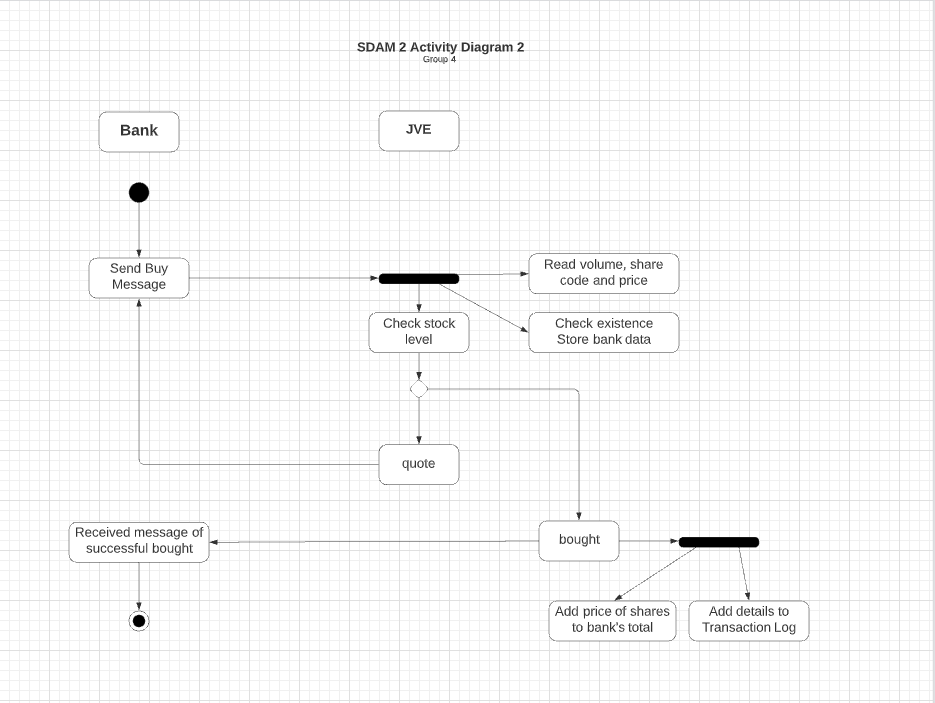 SDAM 2 Activity Diagram 2
Group 4
Bank
JVE
Send Buy
Message
Read volume, share
code and price
Check stock
level
Check existence
Store bank data
quote
Received message of
successful bought
bought
Add price of shares
to bank's total
Add details to
Transaction Log